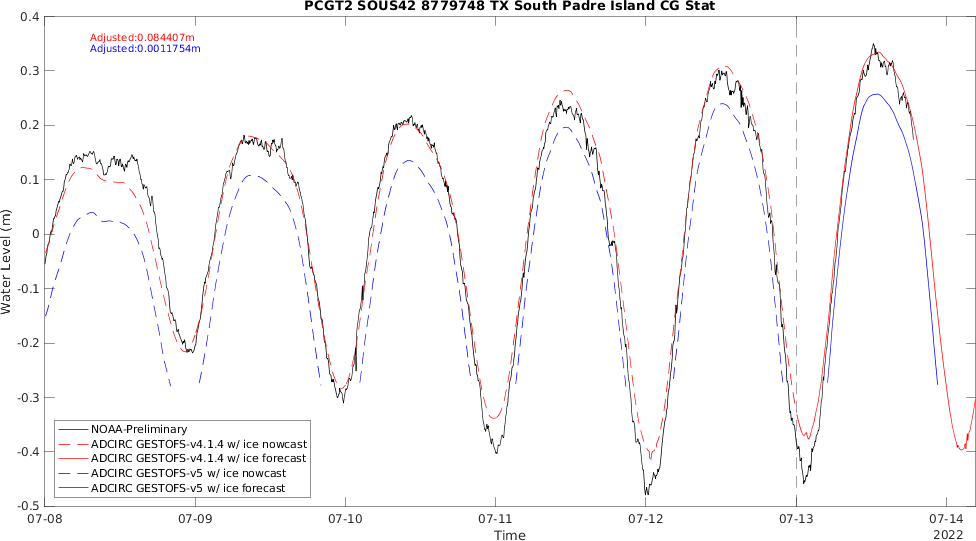 PCGT2 SOUS42 8779748 TX South Padre Island CG Stat
Adjusted:0.084407m
Adjusted:0.0011754m
0.4
0.3
0.2
0.1
0
-0.1
-0.2
-0.3
-0.4
-0.5
Water Level (m)
NOAA-Preliminary
ADCIRC GESTOFS-v4.1.4 w/ ice nowcast
ADCIRC GESTOFS-v4.1.4 w/ ice forecast
ADCIRC GESTOFS-v5 w/ ice nowcast
ADCIRC GESTOFS-v5 w/ ice forecast
07-08 07-09 07-10 07-11 07-12 07-13 07-14
Time
2022